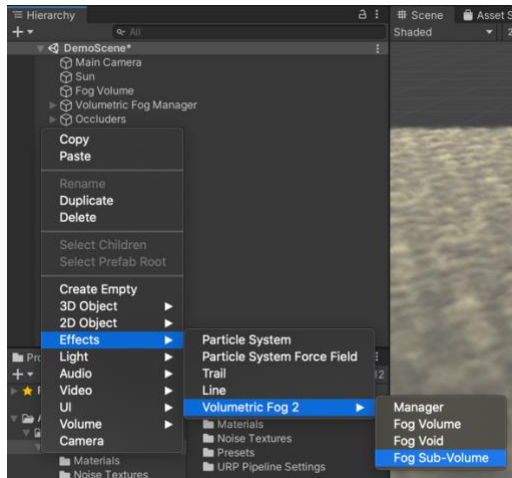 Hierarchy
All
DemoScene*
Main Camera
Sun
Fog Volume
Volumetric Fog Manager
Occluders
Copy
Paste
Rename
Duplicate
Delete
Select Children
Select Prefab Root
Create Empty
3D Object
2D Object
Effects
Light
Audio
Video
UI
Volume
Camera
Particle System
Particle System Force Field
Trail
Line
Volumetric Fog 2
Manager
Fog Volume
Fog Void
Fog Sub-Volume
Materials
Noise Textures
Presets
URP Pipeline Settings
Materials
Noise Textures
Scene
Asset S
Shaded
2
12